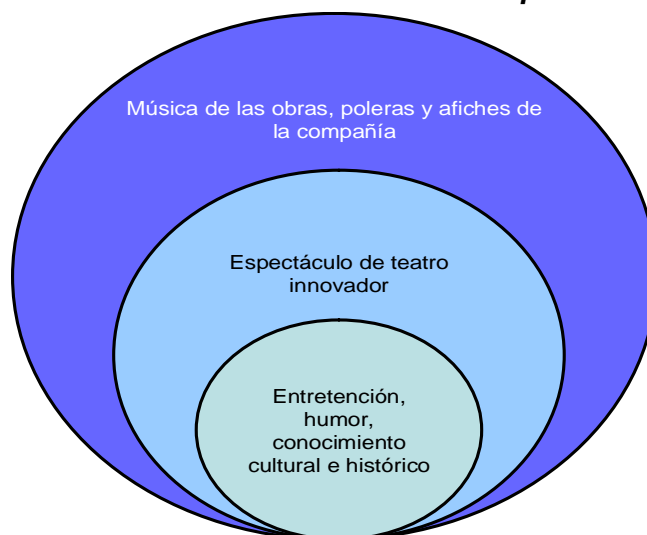 Música de las obras, poleras y afiches de
la compañía
Espectáculo de teatro
innovador
Entretención,
humor,
conocimiento
cultural e histórico